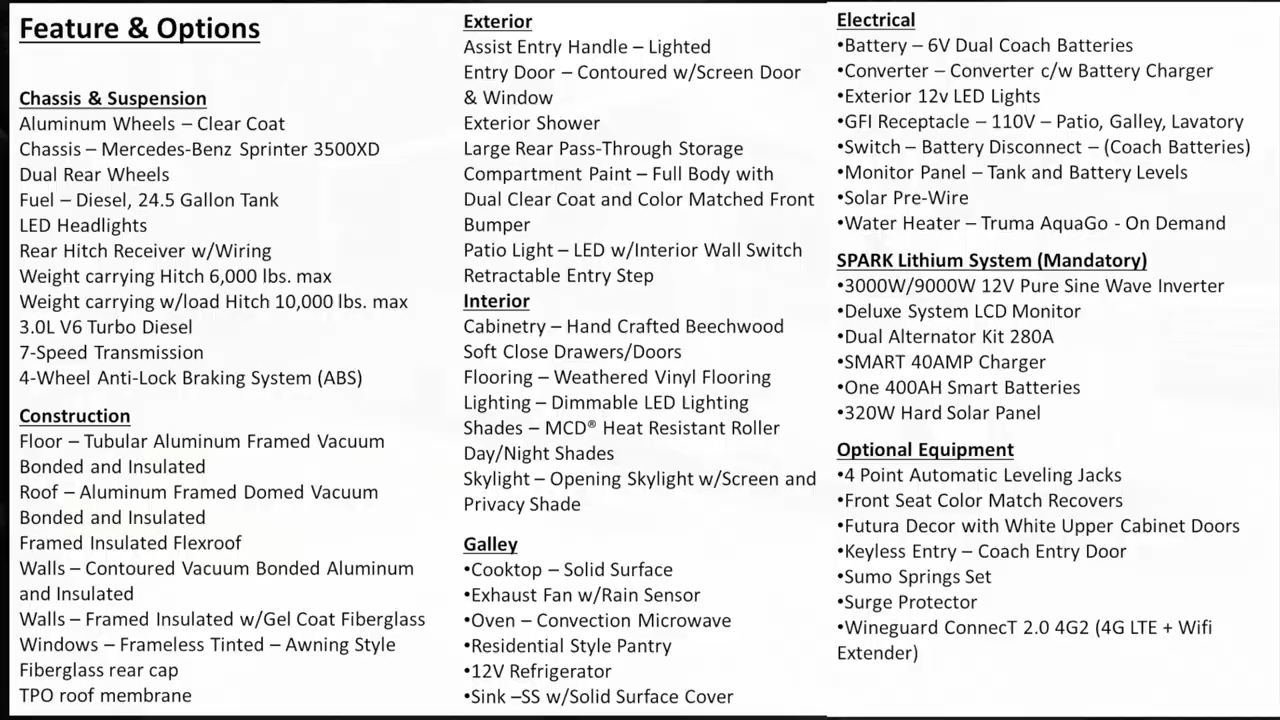 Feature & Options
Chassis & Suspension
Aluminum Wheels – Clear Coat
Chassis – Mercedes-Benz Sprinter 3500XD
Dual Rear Wheels
Fuel – Diesel, 24.5 Gallon Tank
LED Headlights
Rear Hitch Receiver w/Wiring
Weight carrying Hitch 6,000 lbs. max
Weight carrying w/load Hitch 10,000 lbs. max
3.0L V6 Turbo Diesel
7-Speed Transmission
4-Wheel Anti-Lock Braking System (ABS)
Construction
Floor – Tubular Aluminum Framed Vacuum
Bonded and Insulated
Roof – Aluminum Framed Domed Vacuum
Bonded and Insulated
Framed Insulated Flexroof
Walls – Contoured Vacuum Bonded Aluminum
and Insulated
Walls – Framed Insulated w/Gel Coat Fiberglass
Windows – Frameless Tinted – Awning Style
Fiberglass rear cap
TPO roof membrane
Exterior
Assist Entry Handle – Lighted
Entry Door – Contoured w/Screen Door
& Window
Exterior Shower
Large Rear Pass-Through Storage
Compartment Paint – Full Body with
Dual Clear Coat and Color Matched Front
Bumper
Patio Light – LED w/Interior Wall Switch
Retractable Entry Step
Interior
Cabinetry – Hand Crafted Beechwood
Soft Close Drawers/Doors
Flooring – Weathered Vinyl Flooring
Lighting – Dimmable LED Lighting
Shades – MCD® Heat Resistant Roller
Day/Night Shades
Skylight – Opening Skylight w/Screen and
Privacy Shade
Galley
•Cooktop – Solid Surface
•Exhaust Fan w/Rain Sensor
•Oven – Convection Microwave
•Residential Style Pantry
•12V Refrigerator
•Sink –SS w/Solid Surface Cover
Electrical
•Battery – 6V Dual Coach Batteries
•Converter – Converter c/w Battery Charger
•Exterior 12v LED Lights
•GFI Receptacle – 110V – Patio, Galley, Lavatory
•Switch – Battery Disconnect – (Coach Batteries)
•Monitor Panel – Tank and Battery Levels
•Solar Pre-Wire
•Water Heater – Truma AquaGo - On Demand
SPARK Lithium System (Mandatory)
•3000W/9000W 12V Pure Sine Wave Inverter
•Deluxe System LCD Monitor
•Dual Alternator Kit 280A
•SMART 40AMP Charger
•One 400AH Smart Batteries
•320W Hard Solar Panel
Optional Equipment
•4 Point Automatic Leveling Jacks
•Front Seat Color Match Recovers
•Futura Decor with White Upper Cabinet Doors
•Keyless Entry – Coach Entry Door
•Sumo Springs Set
•Surge Protector
•Wineguard ConnecT 2.0 4G2 (4G LTE + Wifi
Extender)